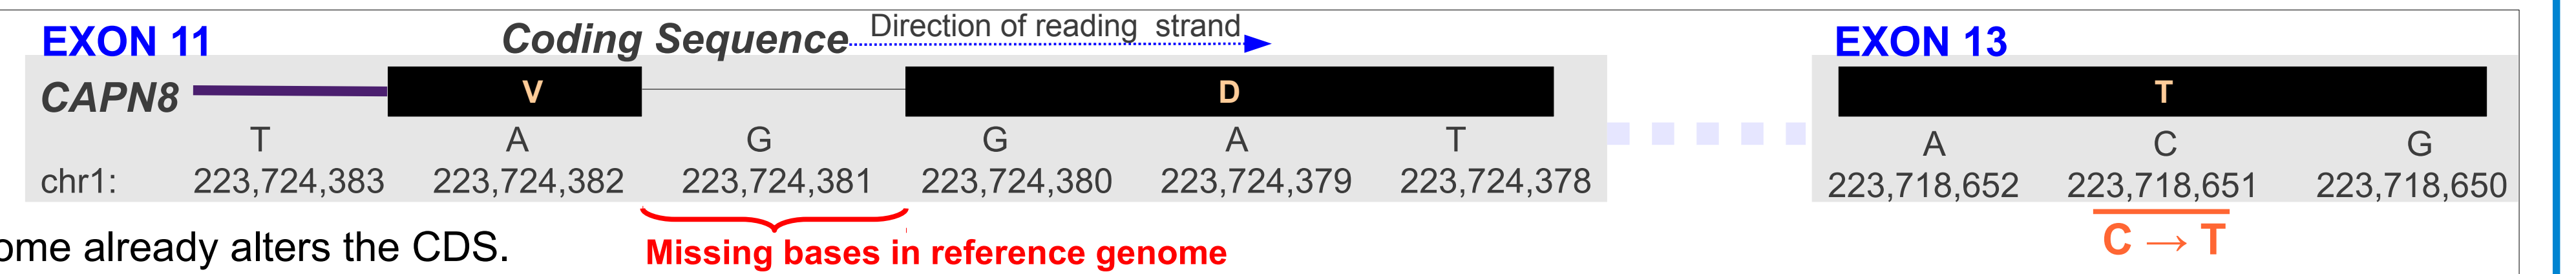 EXON 11
Coding Sequence
Direction of reading strand
EXON 13
CAPN8
V
D
T
T A G G A T
A C G
chr1: 223,724,383 223,724,382 223,724,381 223,724,380 223,724,379 223,724,378
223,718,652 223,718,651 223,718,650
ome already alters the CDS.
Missing bases in reference genome
C → T